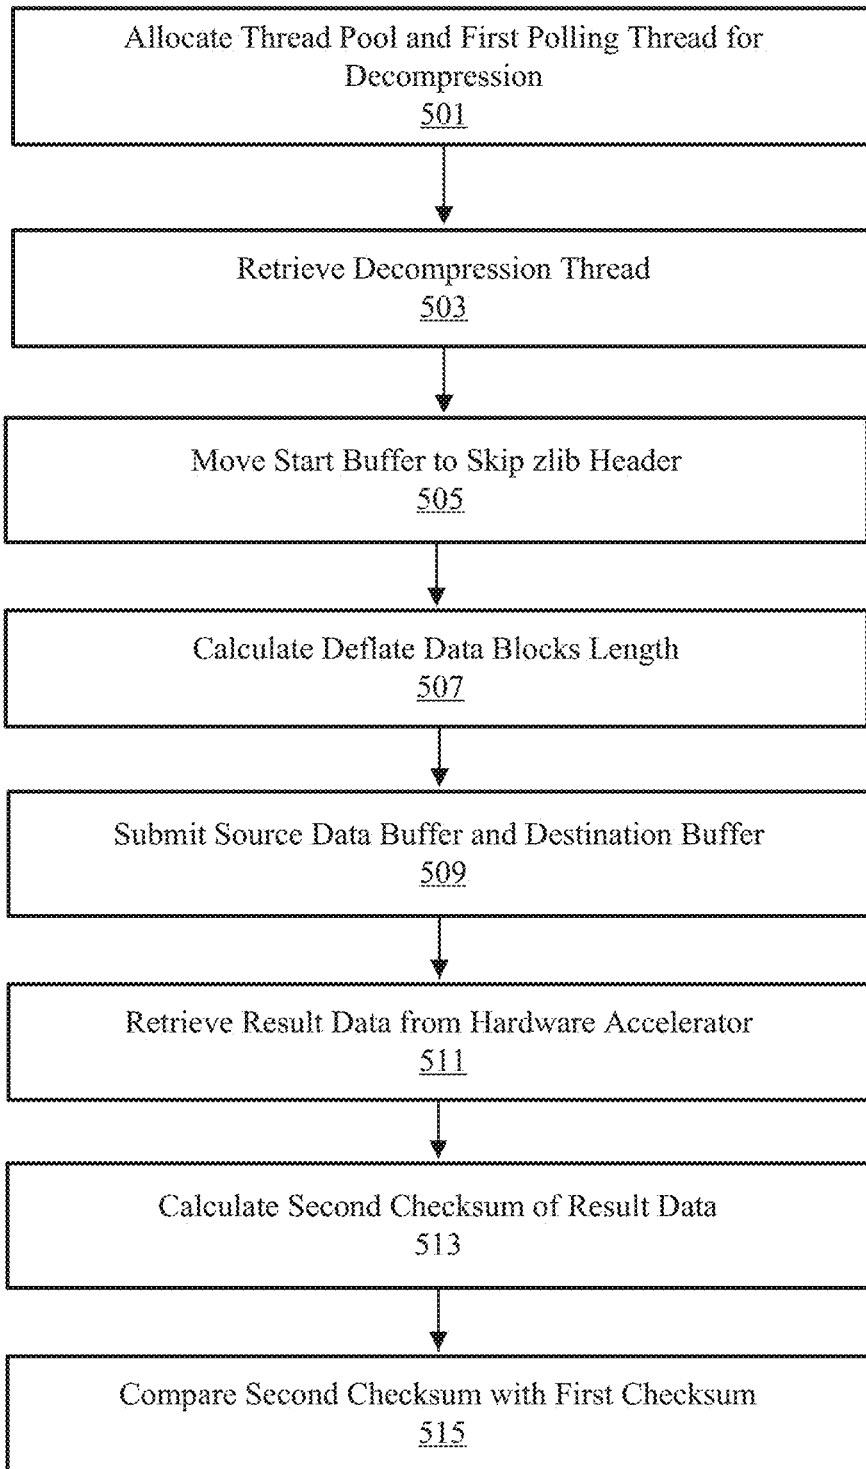 Allocate Thread Pool and First Polling Thread for
Decompression
501
Retrieve Decompression Thread
503
Move Start Buffer to Skip zlib Header
505
Calculate Deflate Data Blocks Length
507
Submit Source Data Buffer and Destination Buffer
509
Retrieve Result Data from Hardware Accelerator
511
Calculate Second Checksum of Result Data
513
Compare Second Checksum with First Checksum
515